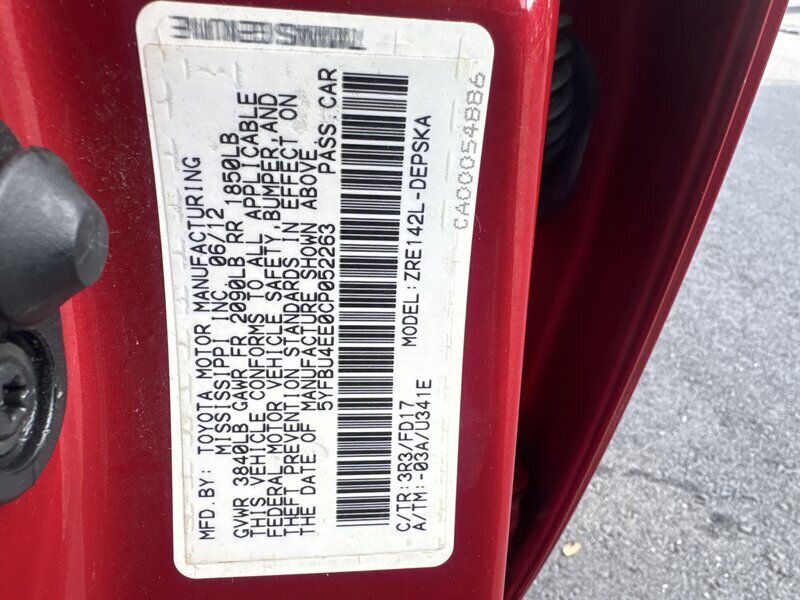 MFD.BY: TOYOTA MOTOR MANUFACTURING
MISSISSIPPI INC. 06/12
GVWR 3840LB GAWR FR 2090LB RR 1850LB
THIS VEHICLE CONFORMS TO ALL APPLICABLE
FEDERAL MOTOR VEHICLE SAFETY,BUMPER,AND
THEFT PREVENTION STANDARDS IN EFFECT ON
THE DATE OF MANUFACTURE SHOWN ABOVE.
5YFBU4EE0CP052263 PASS.CAR
C/TR:3R3/FD17 MODEL:ZRE142L-DEPSKA
A/TM:-03A/U341E
CA00054886